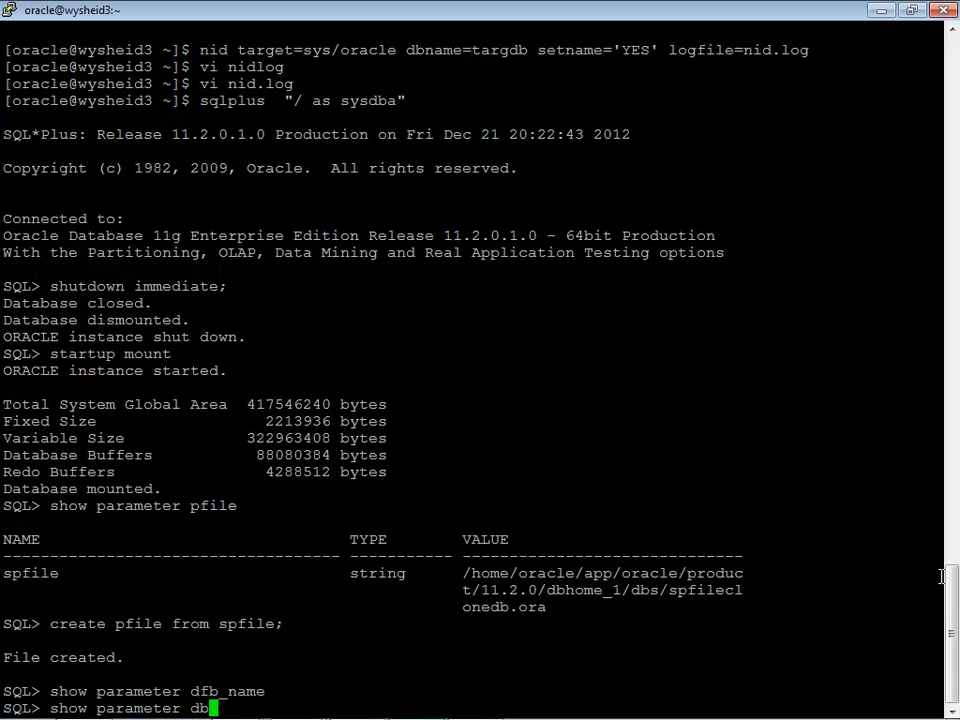 oracle@wysheid3:~
[oracle@wysheid3 ~]$ nid target=sys/oracle dbname=targdb setname='YES' logfile=nid.log
[oracle@wysheid3 ~]$ vi nidlog
[oracle@wysheid3 ~]$ vi nid.log
[oracle@wysheid3 ~]$ sqlplus  "/ as sysdba"
SQL*Plus: Release 11.2.0.1.0 Production on Fri Dec 21 20:22:43 2012
Copyright (c) 1982, 2009, Oracle.  All rights reserved.
Connected to:
Oracle Database 11g Enterprise Edition Release 11.2.0.1.0 - 64bit Production
With the Partitioning, OLAP, Data Mining and Real Application Testing options
SQL> shutdown immediate;
Database closed.
Database dismounted.
ORACLE instance shut down.
SQL> startup mount
ORACLE instance started.
Total System Global Area  417546240 bytes
Fixed Size                  2213936 bytes
Variable Size             322963408 bytes
Database Buffers           88080384 bytes
Redo Buffers                4288512 bytes
Database mounted.
SQL> show parameter pfile
NAME                                 TYPE        VALUE
------------------------------------ ----------- ------------------------------
spfile                               string      /home/oracle/app/oracle/produc
t/11.2.0/dbhome_1/dbs/spfilecl
onedb.ora
SQL> create pfile from spfile;
File created.
SQL> show parameter dfb_name
SQL> show parameter db